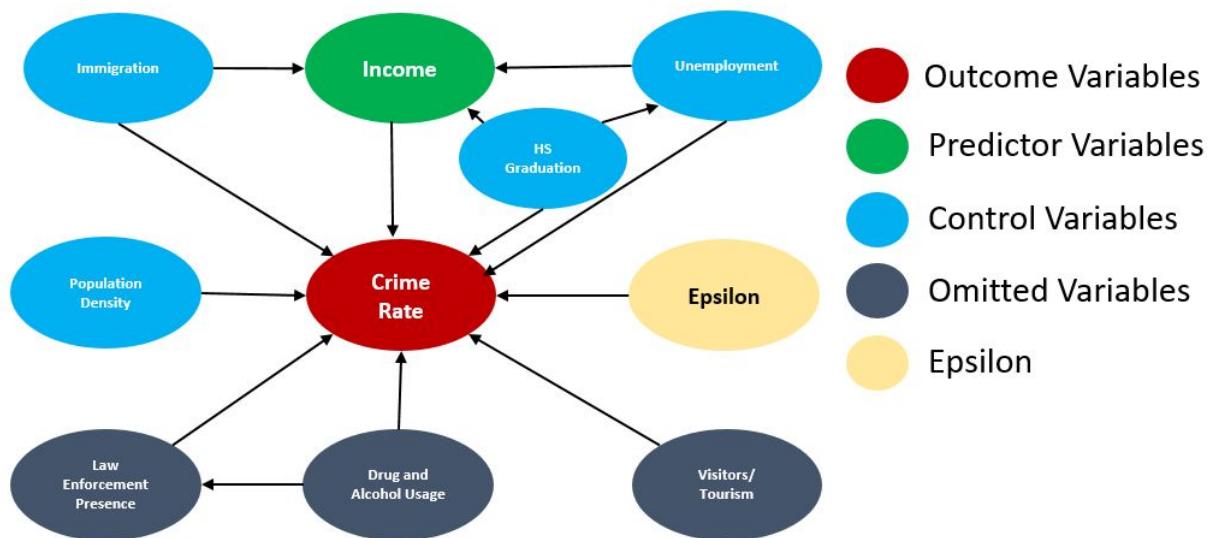 Immigration
Income
Unemployment
HS
Graduation
Population
Density
Crime
Rate
Epsilon
Law
Enforcement
Presence
Drug and
Alcohol Usage
Visitors/
Tourism
Outcome Variables
Predictor Variables
Control Variables
Omitted Variables
Epsilon